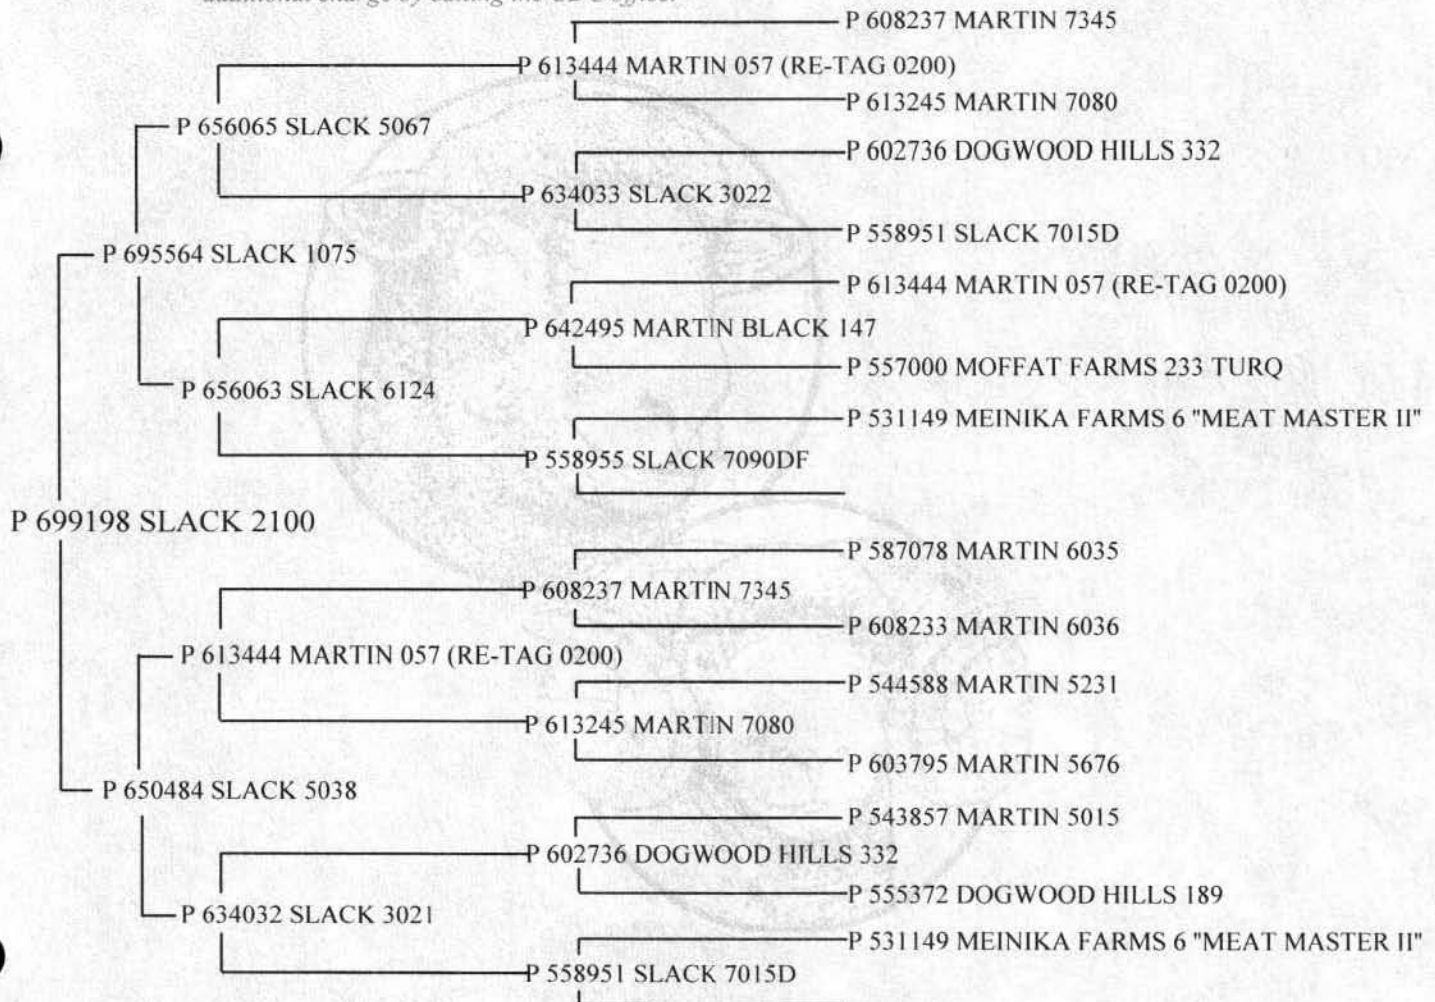 additional charge by calling the
P 608237 MARTIN 7345
P 613444 MARTIN 057 (RE-TAG 0200)
P 613245 MARTIN 7080
P 656065 SLACK 5067
P 602736 DOGWOOD HILLS 332
P 634033 SLACK 3022
P 558951 SLACK 7015D
P 695564 SLACK 1075
P 613444 MARTIN 057 (RE-TAG 0200)
P 642495 MARTIN BLACK 147
P 557000 MOFFAT FARMS 233 TURQ
P 656063 SLACK 6124
P 531149 MEINIKA FARMS 6 "MEAT MASTER II"
P 558955 SLACK 7090DF
P 699198 SLACK 2100
P 587078 MARTIN 6035
P 608237 MARTIN 7345
P 608233 MARTIN 6036
P 613444 MARTIN 057 (RE-TAG 0200)
P 544588 MARTIN 5231
P 613245 MARTIN 7080
P 603795 MARTIN 5676
P 650484 SLACK 5038
P 543857 MARTIN 5015
P 602736 DOGWOOD HILLS 332
P 555372 DOGWOOD HILLS 189
P 634032 SLACK 3021
P 531149 MEINIKA FARMS 6 "MEAT MASTER II"
P 558951 SLACK 7015D